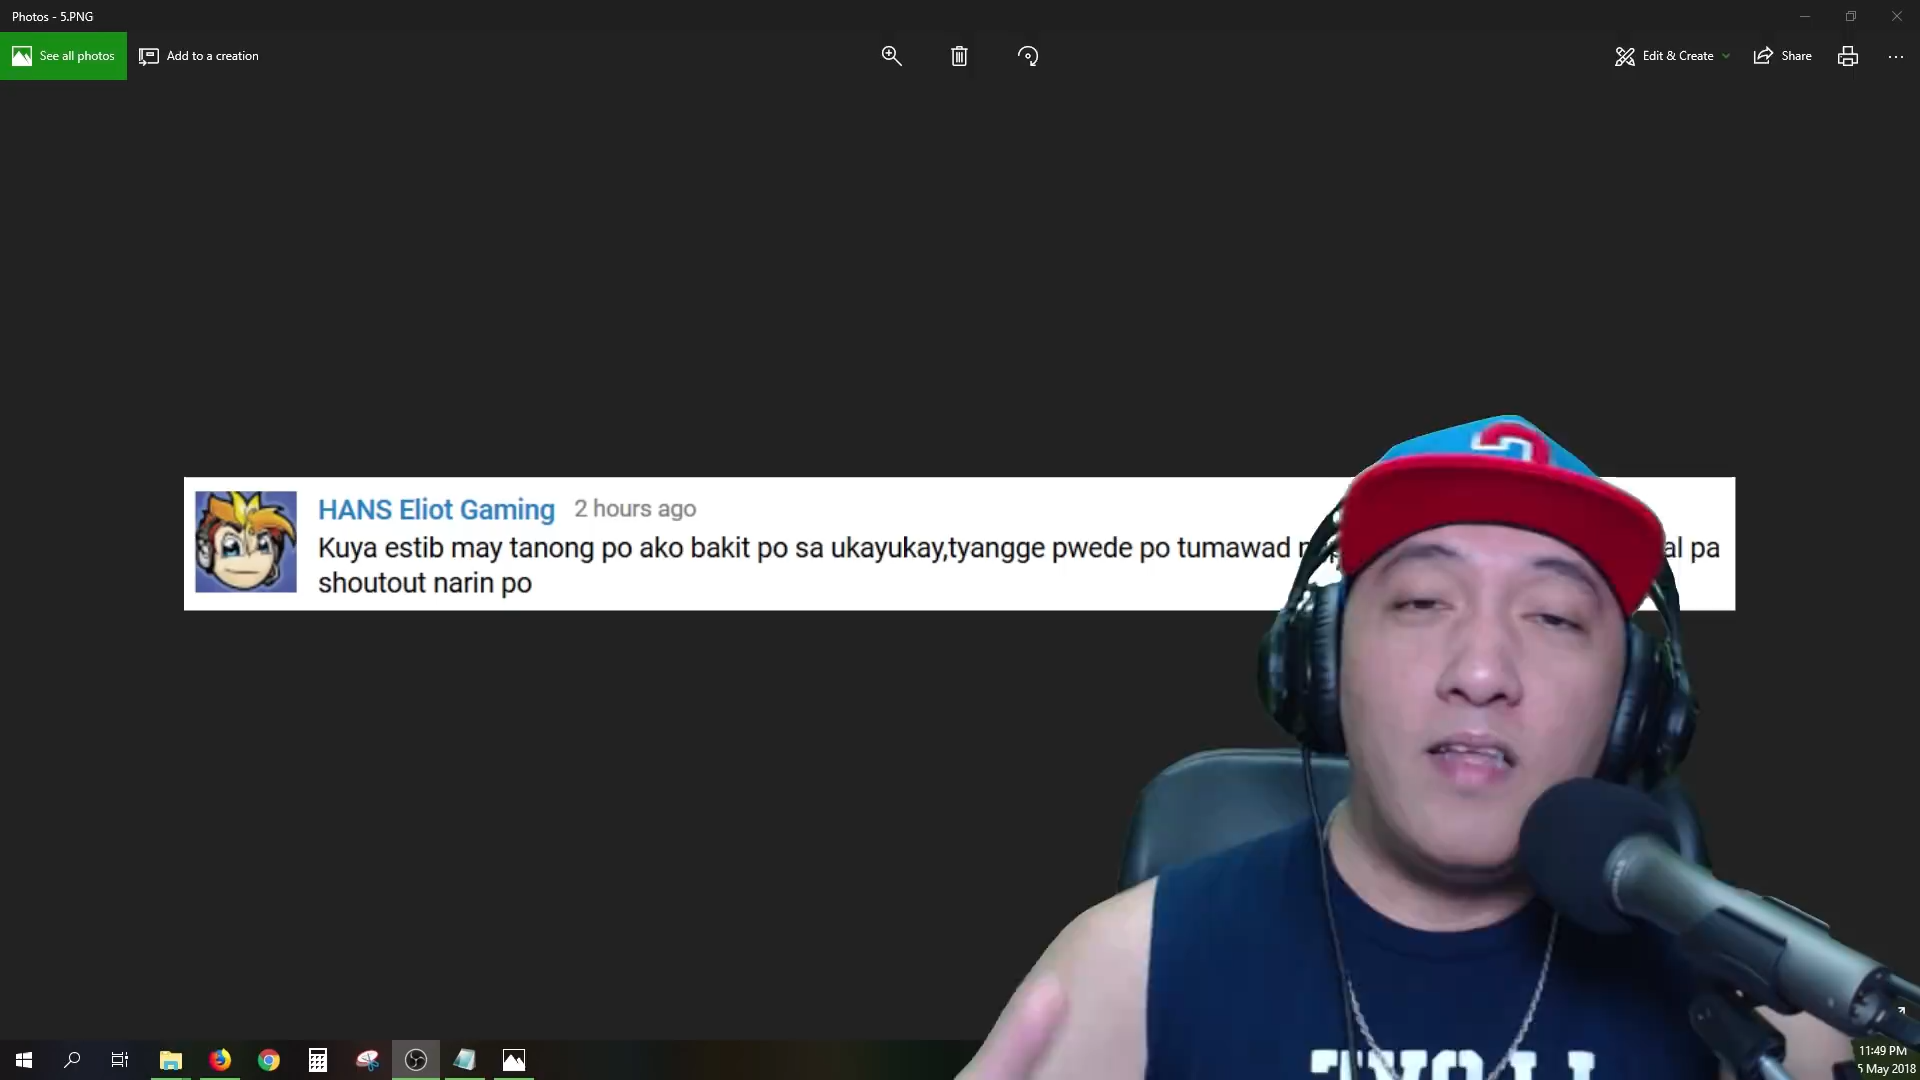 Photos - 5.PNG
See all photos
Add to a creation
Edit & Create
Share
HANS Eliot Gaming 2 hours ago
Kuya estib may tanong po ako bakit po sa ukayukay,tyangge pwede po tumawad al pa
shoutout narin po
11:49 PM
5 May 2018